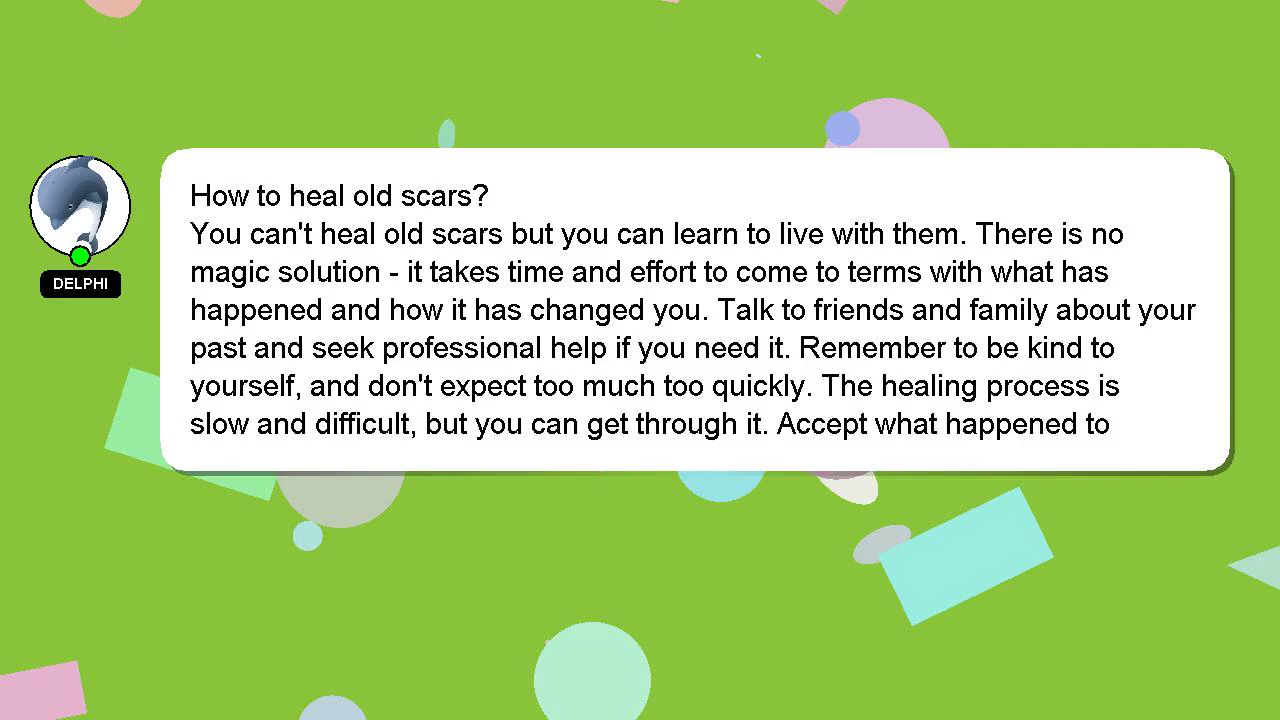 How to heal old scars?
You can't heal old scars but you can learn to live with them. There is no
magic solution - it takes time and effort to come to terms with what has
happened and how it has changed you. Talk to friends and family about your
past and seek professional help if you need it. Remember to be kind to
yourself, and don't expect too much too quickly. The healing process is
slow and difficult, but you can get through it. Accept what happened to
DELPHI